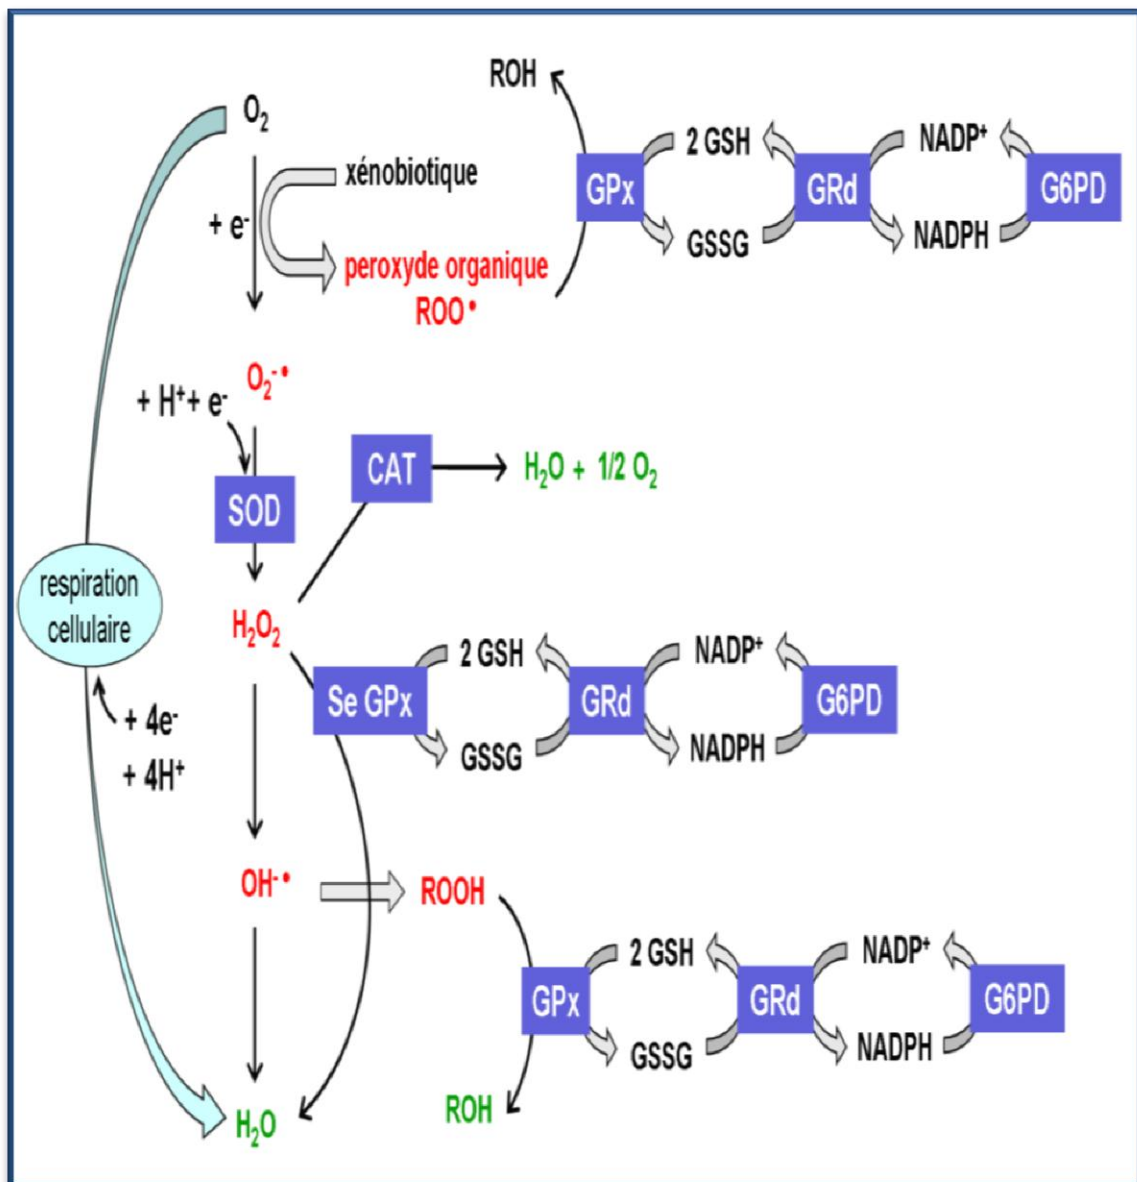 ROH
O₂
2 GSH
NADP⁺
xénobiotique
GPx
GRd
G6PD
+ e⁻
GSSG
NADPH
peroxyde organique
ROO•
O₂⁻•
+ H⁺+ e⁻
CAT
H₂O + 1/2 O₂
SOD
respiration
cellulaire
H₂O₂
2 GSH
NADP⁺
Se GPx
GRd
G6PD
+ 4e⁻
+ 4H⁺
GSSG
NADPH
OH⁻•
ROOH
2 GSH
NADP⁺
GPx
GRd
G6PD
GSSG
NADPH
ROH
H₂O